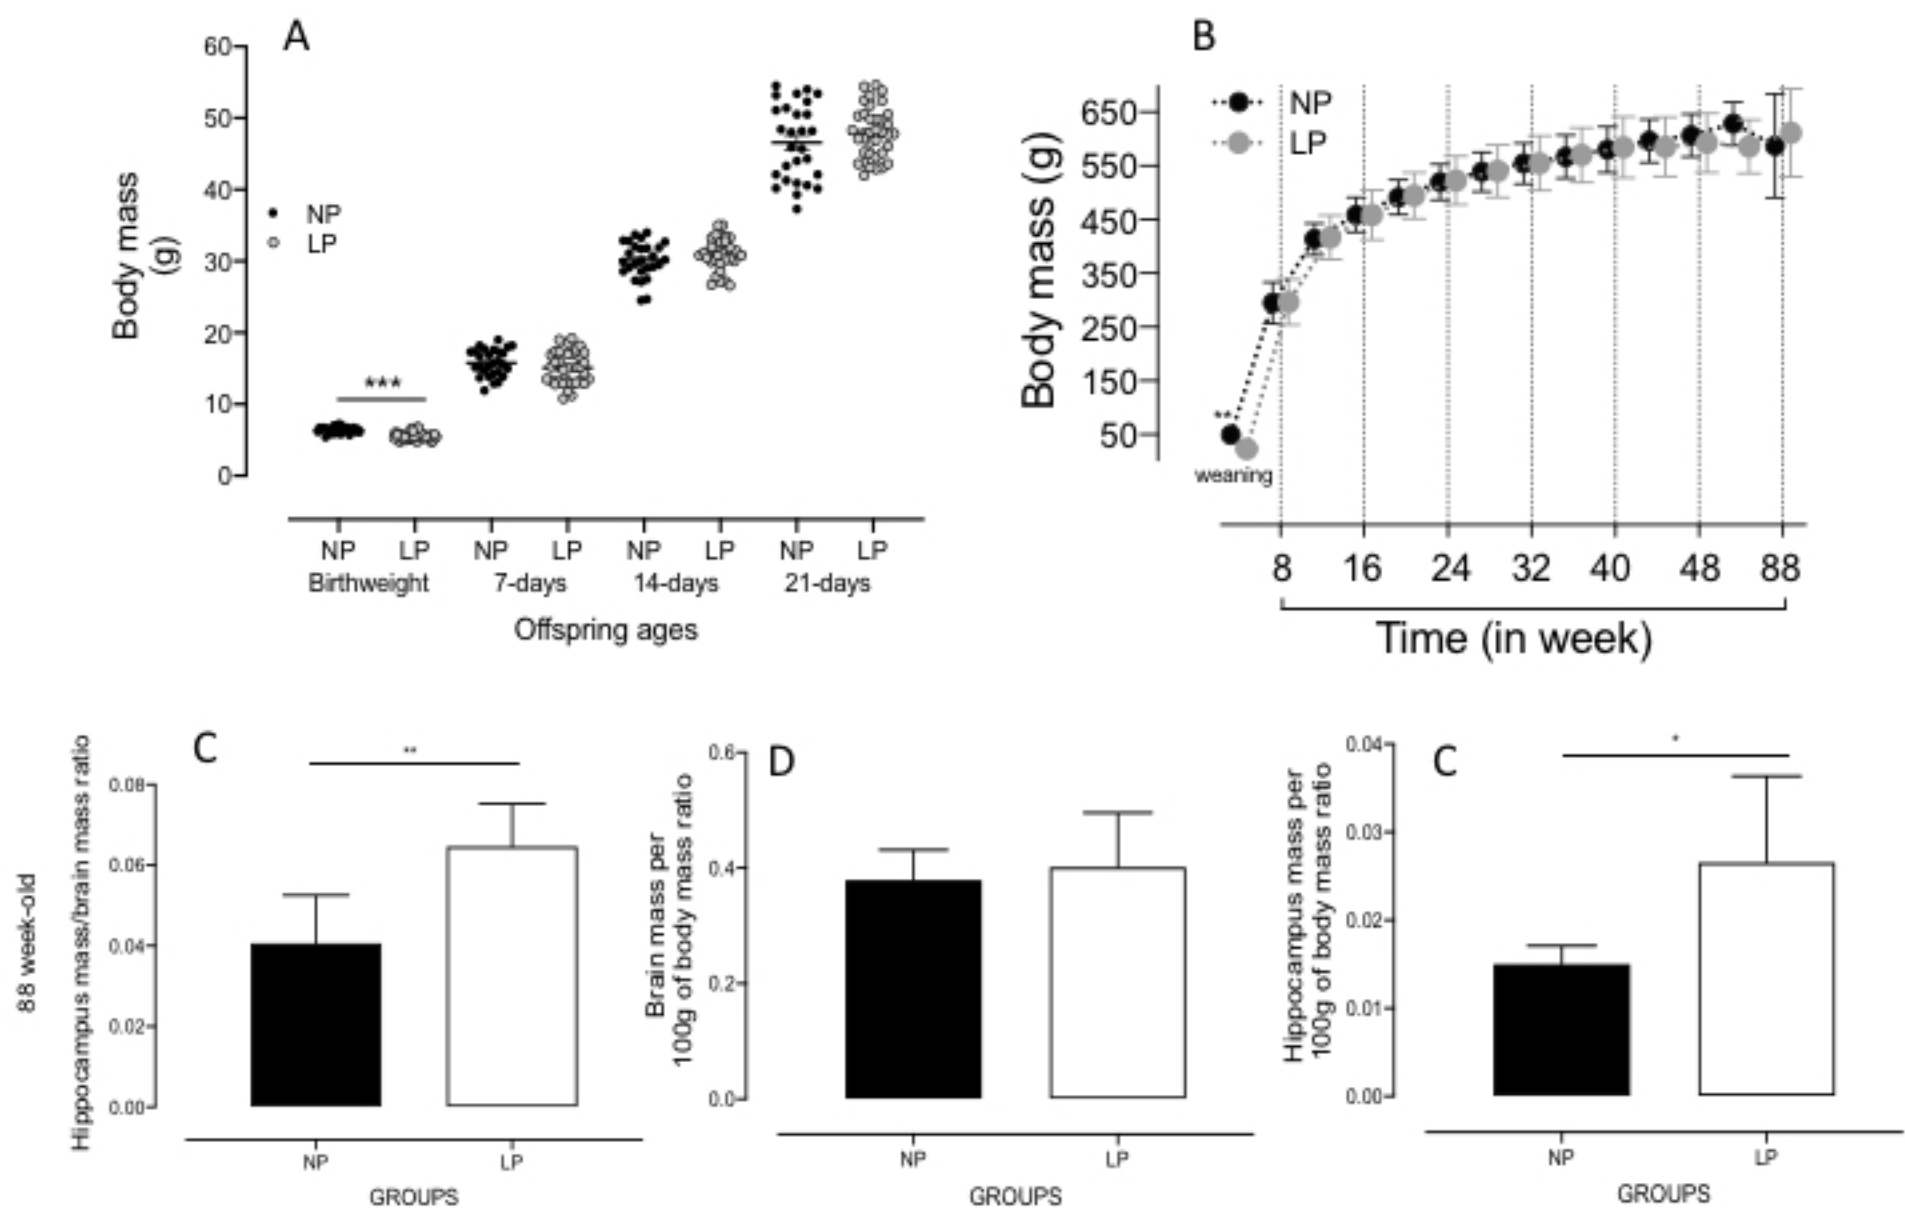 A
60
50
40
30
20
10
0
Body mass
(g)
NP
LP
***
NP LP NP LP NP LP NP LP
Birthweight 7-days 14-days 21-days
Offspring ages
B
NP
LP
650
550
450
350
250
150
50
Body mass (g)
**
weaning
8 16 24 32 40 48 88
Time (in week)
88 week-old
C
**
Hippocampus mass/brain mass ratio
0.08
0.06
0.04
0.02
0.00
NP LP
GROUPS
D
Brain mass per
100g of body mass ratio
0.6
0.4
0.2
0.0
NP LP
GROUPS
C
*
Hippocampus mass per
100g of body mass ratio
0.04
0.03
0.02
0.01
0.00
NP LP
GROUPS